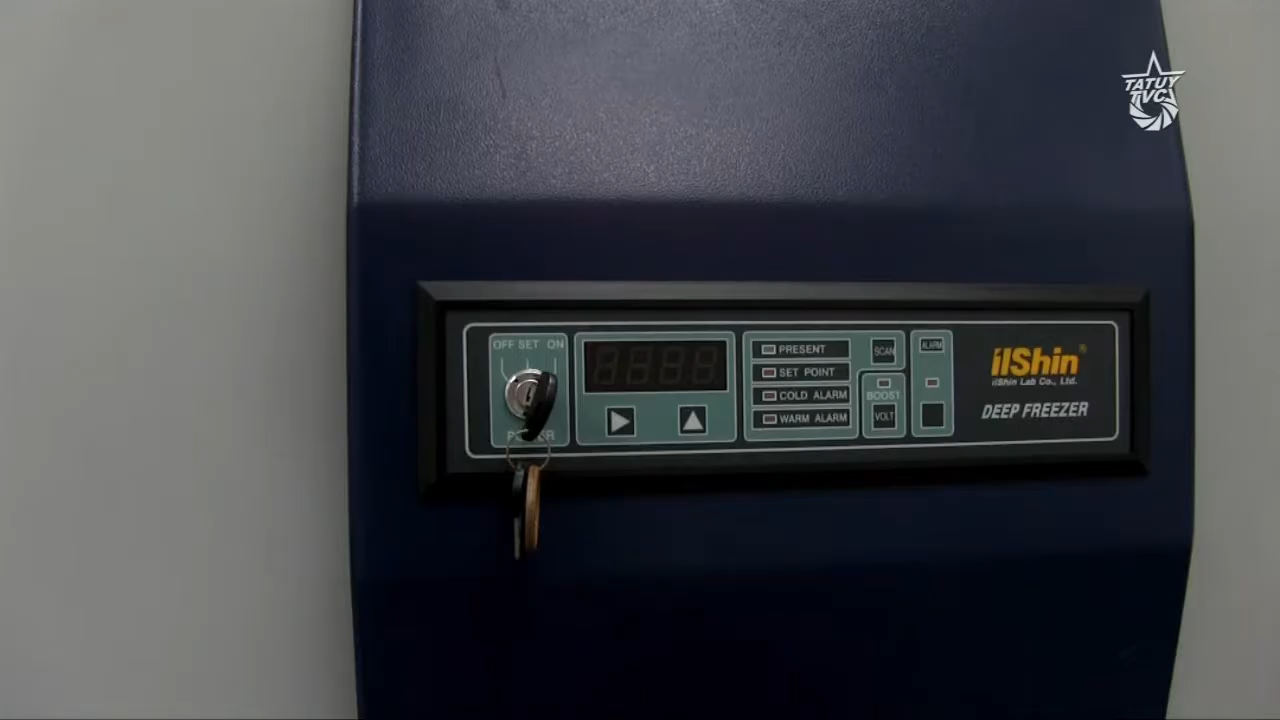 TATUY
TVC
OFF SET ON
POWER
PRESENT
SET POINT
COLD ALARM
WARM ALARM
SCAN
BOOST
VOLT
ALARM
ilShin®
ilShin Lab Co., Ltd.
DEEP FREEZER